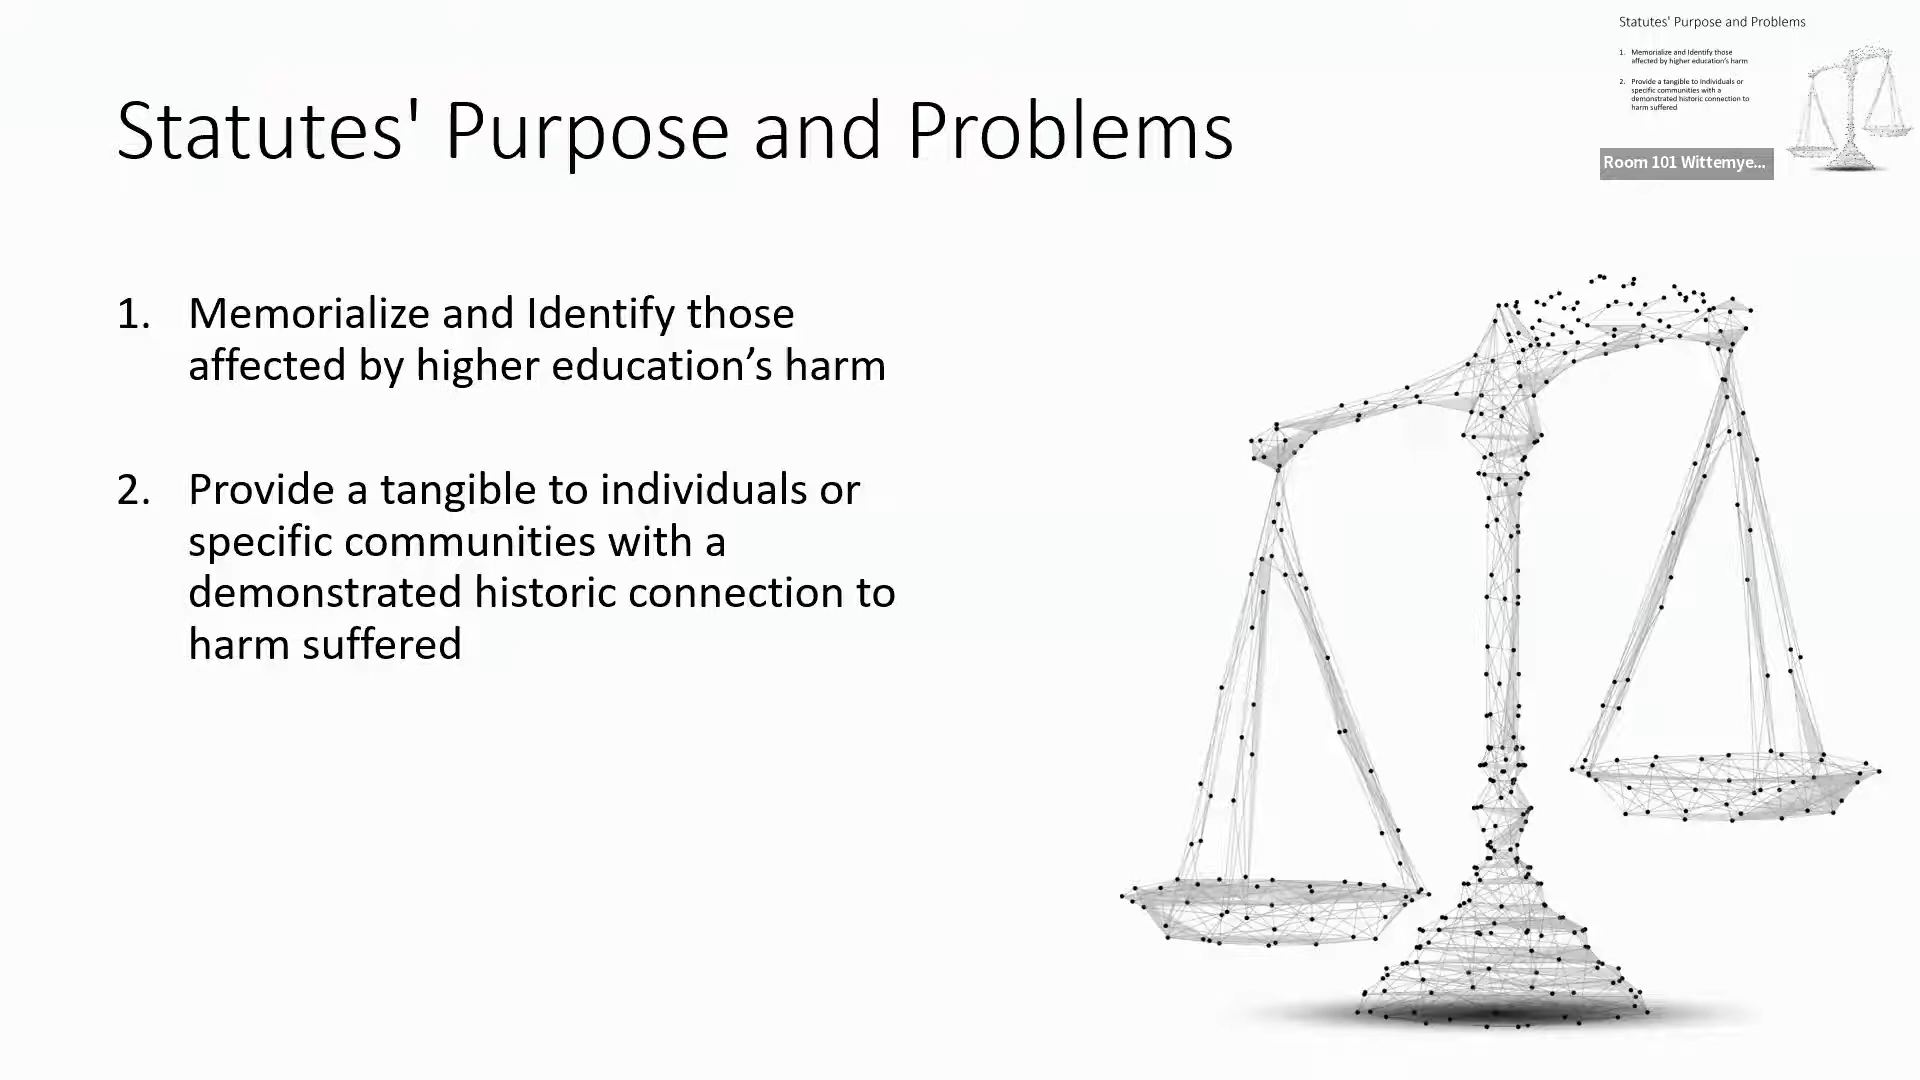 Statutes' Purpose and Problems
1. Memorialize and Identify those
affected by higher education’s harm
2. Provide a tangible to individuals or
specific communities with a
demonstrated historic connection to
harm suffered
Statutes' Purpose and Problems
1. Memorialize and Identify those
affected by higher education's harm
2. Provide a tangible to individuals or
specific communities with a
demonstrated historic connection to
harm suffered
Room 101 Wittemye...